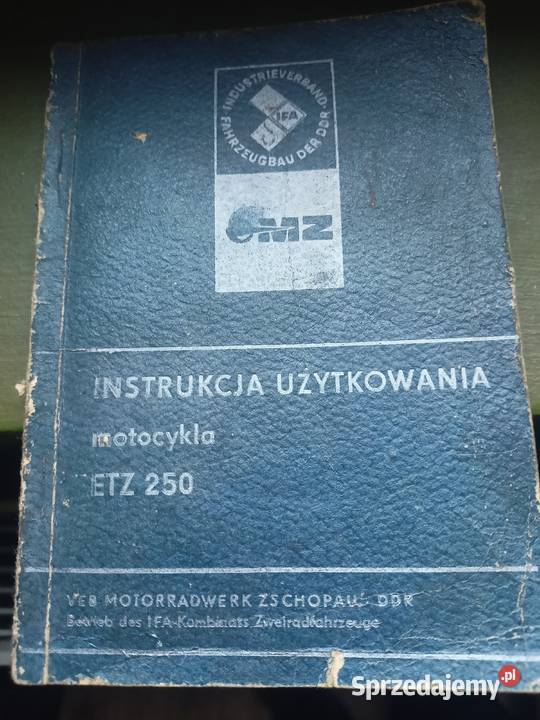 INDUSTRIEVERBAND
FAHRZEUGBAU DER DDR
IFA
MZ
INSTRUKCJA UŻYTKOWANIA
motocykla
ETZ 250
VEB MOTORRADWERK ZSCHOPAU DDR
Betrieb des IFA-Kombinats Zweiradfahrzeuge
Sprzedajemy.pl